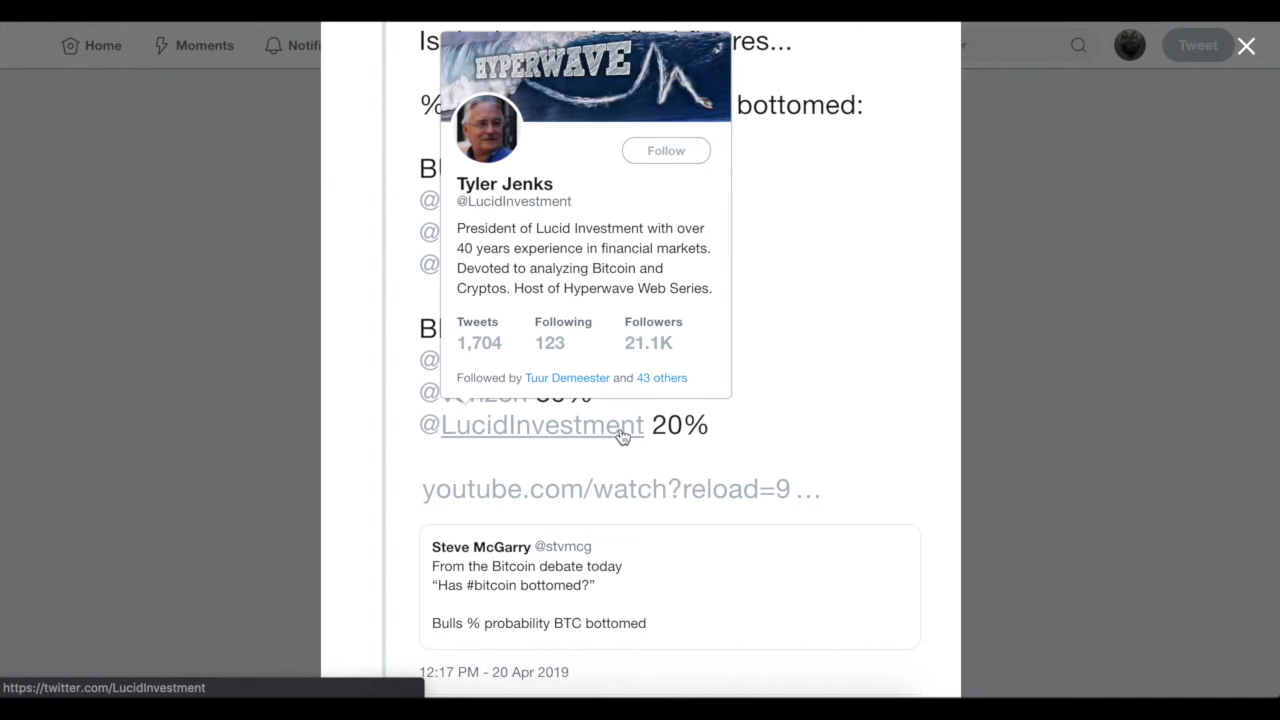 Home
Moments
Notifi
Tweet
res...
%
bottomed:
HYPERWAVE
Follow
Tyler Jenks
@LucidInvestment
President of Lucid Investment with over
40 years experience in financial markets.
Devoted to analyzing Bitcoin and
Cryptos. Host of Hyperwave Web Series.
Tweets Following Followers
1,704 123 21.1K
Followed by Tuur Demeester and 43 others
@
@
@
@
@
@LucidInvestment 20%
youtube.com/watch?reload=9 …
Steve McGarry @stvmcg
From the Bitcoin debate today
“Has #bitcoin bottomed?”
Bulls % probability BTC bottomed
12:17 PM - 20 Apr 2019
https://twitter.com/LucidInvestment